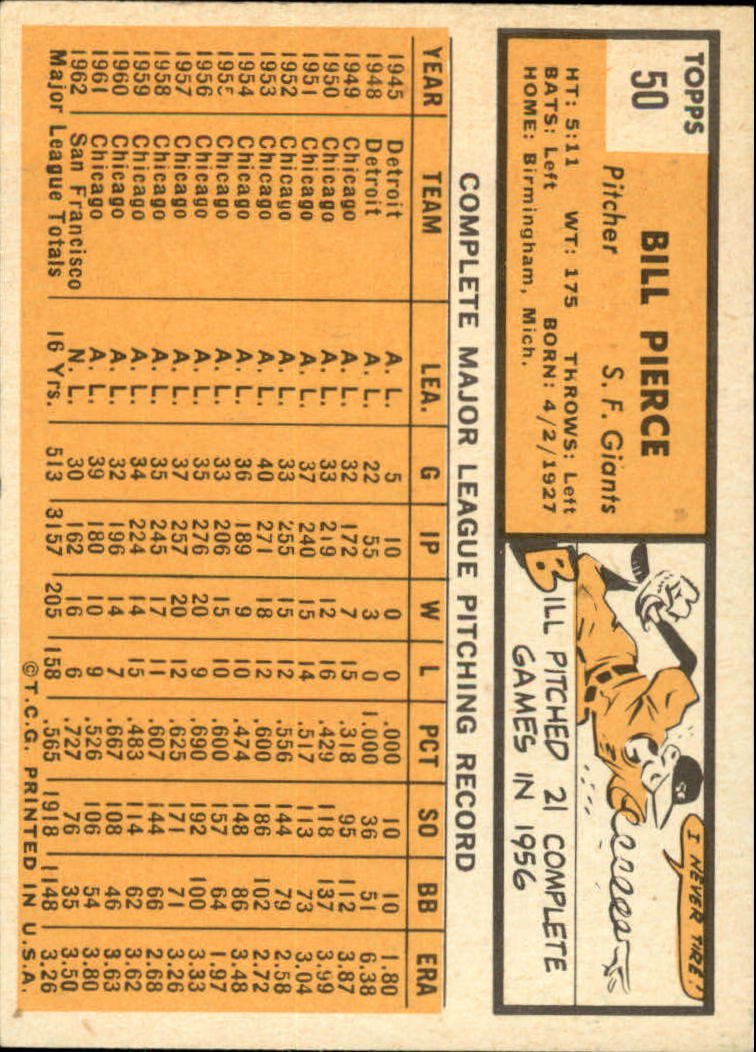 TOPPS
50
BILL PIERCE
Pitcher S. F. Giants
HT: 5:11 WT: 175 THROWS: Left
BATS: Left BORN: 4/2/1927
HOME: Birmingham, Mich.
I NEVER TIRE!
BILL PITCHED 21 COMPLETE
GAMES IN 1956
COMPLETE MAJOR LEAGUE PITCHING RECORD
YEAR TEAM LEA. G IP W L PCT SO BB ERA
1945 Detroit A. L. 5 10 0 0 .000 10 10 1.80
1948 Detroit A. L. 22 55 3 0 1.000 36 51 6.38
1949 Chicago A. L. 32 172 7 15 .318 95 112 3.87
1950 Chicago A. L. 33 219 12 16 .429 118 137 3.99
1951 Chicago A. L. 37 240 15 14 .517 113 73 3.04
1952 Chicago A. L. 33 255 15 12 .556 144 79 2.58
1953 Chicago A. L. 40 271 18 12 .600 186 102 2.72
1954 Chicago A. L. 36 189 9 10 .474 148 86 3.48
1955 Chicago A. L. 33 206 15 10 .600 157 64 1.97
1956 Chicago A. L. 35 276 20 9 .690 192 100 3.33
1957 Chicago A. L. 37 257 20 12 .625 171 71 3.26
1958 Chicago A. L. 35 245 17 11 .607 144 66 2.68
1959 Chicago A. L. 34 224 14 15 .483 114 62 3.62
1960 Chicago A. L. 32 196 14 7 .667 108 46 3.63
1961 Chicago A. L. 39 180 10 9 .526 106 54 3.80
1962 San Francisco N. L. 30 162 16 6 .727 76 35 3.50
Major League Totals 16 Yrs. 513 3157 205 158 .565 1918 1148 3.26
©T.C.G. PRINTED IN U.S.A.